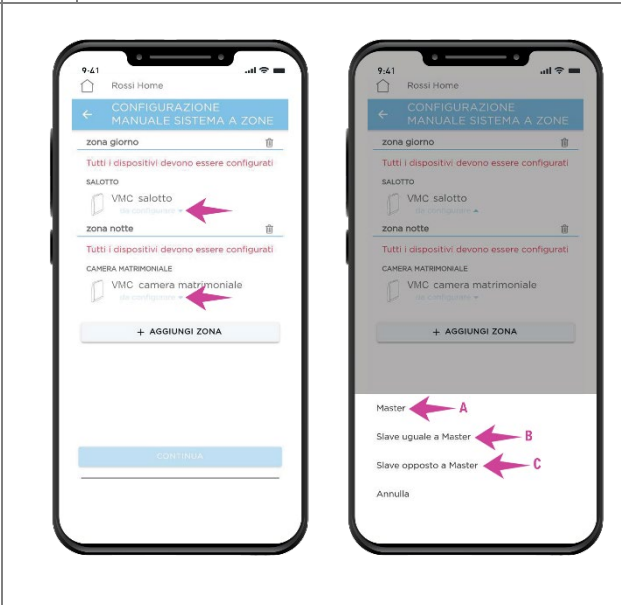 9:41
Rossi Home
CONFIGURAZIONE
MANUALE SISTEMA A ZONE
zona giorno
Tutti i dispositivi devono essere configurati
SALOTTO
VMC salotto
da configurare
zona notte
Tutti i dispositivi devono essere configurati
CAMERA MATRIMONIALE
VMC camera matrimoniale
da configurare
+ AGGIUNGI ZONA
CONTINUA
9:41
Rossi Home
CONFIGURAZIONE
MANUALE SISTEMA A ZONE
zona giorno
Tutti i dispositivi devono essere configurati
SALOTTO
VMC salotto
da configurare
zona notte
Tutti i dispositivi devono essere configurati
CAMERA MATRIMONIALE
VMC camera matrimoniale
da configurare
+ AGGIUNGI ZONA
Master A
Slave uguale a Master B
Slave opposto a Master C
Annulla